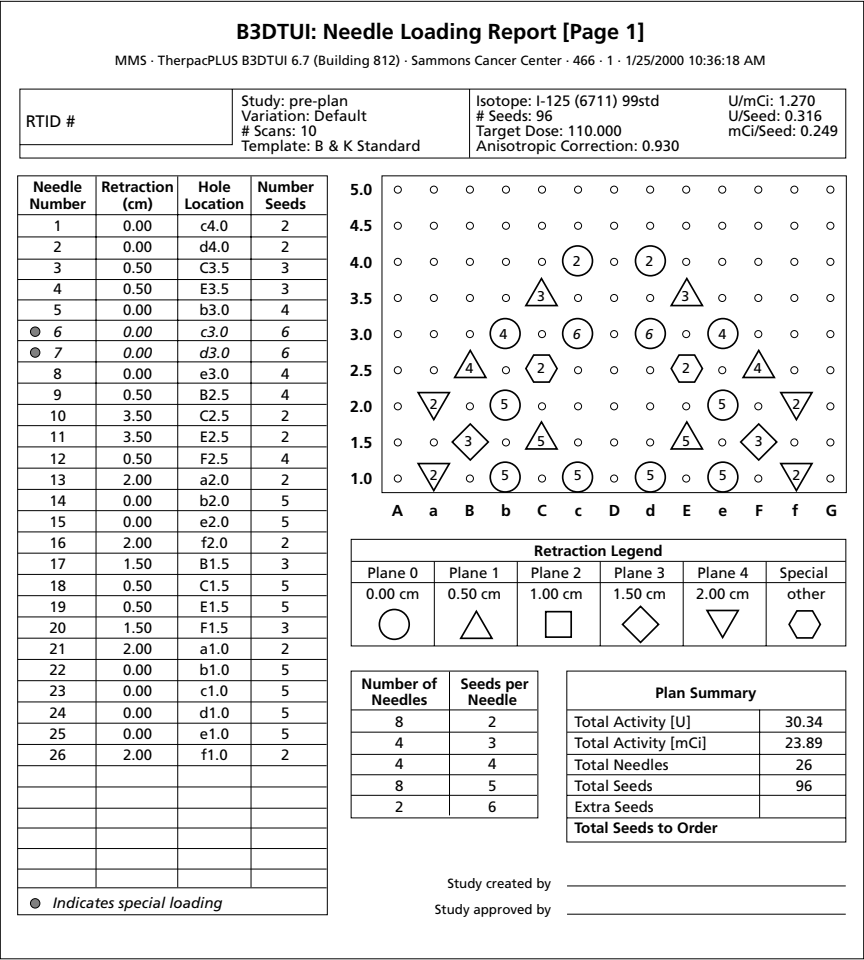 B3DTUI: Needle Loading Report [Page 1]
MMS · TherpacPLUS B3DTUI 6.7 (Building 812) · Sammons Cancer Center · 466 · 1 · 1/25/2000 10:36:18 AM
RTID #
Study: pre-plan
Variation: Default
# Scans: 10
Template: B & K Standard
Isotope: I-125 (6711) 99std
# Seeds: 96
Target Dose: 110.000
Anisotropic Correction: 0.930
U/mCi: 1.270
U/Seed: 0.316
mCi/Seed: 0.249
Needle Number Retraction (cm) Hole Location Number Seeds
1 0.00 c4.0 2
2 0.00 d4.0 2
3 0.50 C3.5 3
4 0.50 E3.5 3
5 0.00 b3.0 4
6 0.00 c3.0 6
7 0.00 d3.0 6
8 0.00 e3.0 4
9 0.50 B2.5 4
10 3.50 C2.5 2
11 3.50 E2.5 2
12 0.50 F2.5 4
13 2.00 a2.0 2
14 0.00 b2.0 5
15 0.00 e2.0 5
16 2.00 f2.0 2
17 1.50 B1.5 3
18 0.50 C1.5 5
19 0.50 E1.5 5
20 1.50 F1.5 3
21 2.00 a1.0 2
22 0.00 b1.0 5
23 0.00 c1.0 5
24 0.00 d1.0 5
25 0.00 e1.0 5
26 2.00 f1.0 2
Indicates special loading
5.0
4.5
4.0 2 2
3.5 3 3
3.0 4 6 6 4
2.5 4 2 2 4
2.0 2 5 5 2
1.5 3 5 5 3
1.0 2 5 5 5 5 2
A a B b C c D d E e F f G
Retraction Legend
Plane 0 Plane 1 Plane 2 Plane 3 Plane 4 Special
0.00 cm 0.50 cm 1.00 cm 1.50 cm 2.00 cm other
Number of Needles Seeds per Needle
8 2
4 3
4 4
8 5
2 6
Plan Summary
Total Activity [U] 30.34
Total Activity [mCi] 23.89
Total Needles 26
Total Seeds 96
Extra Seeds
Total Seeds to Order
Study created by
Study approved by